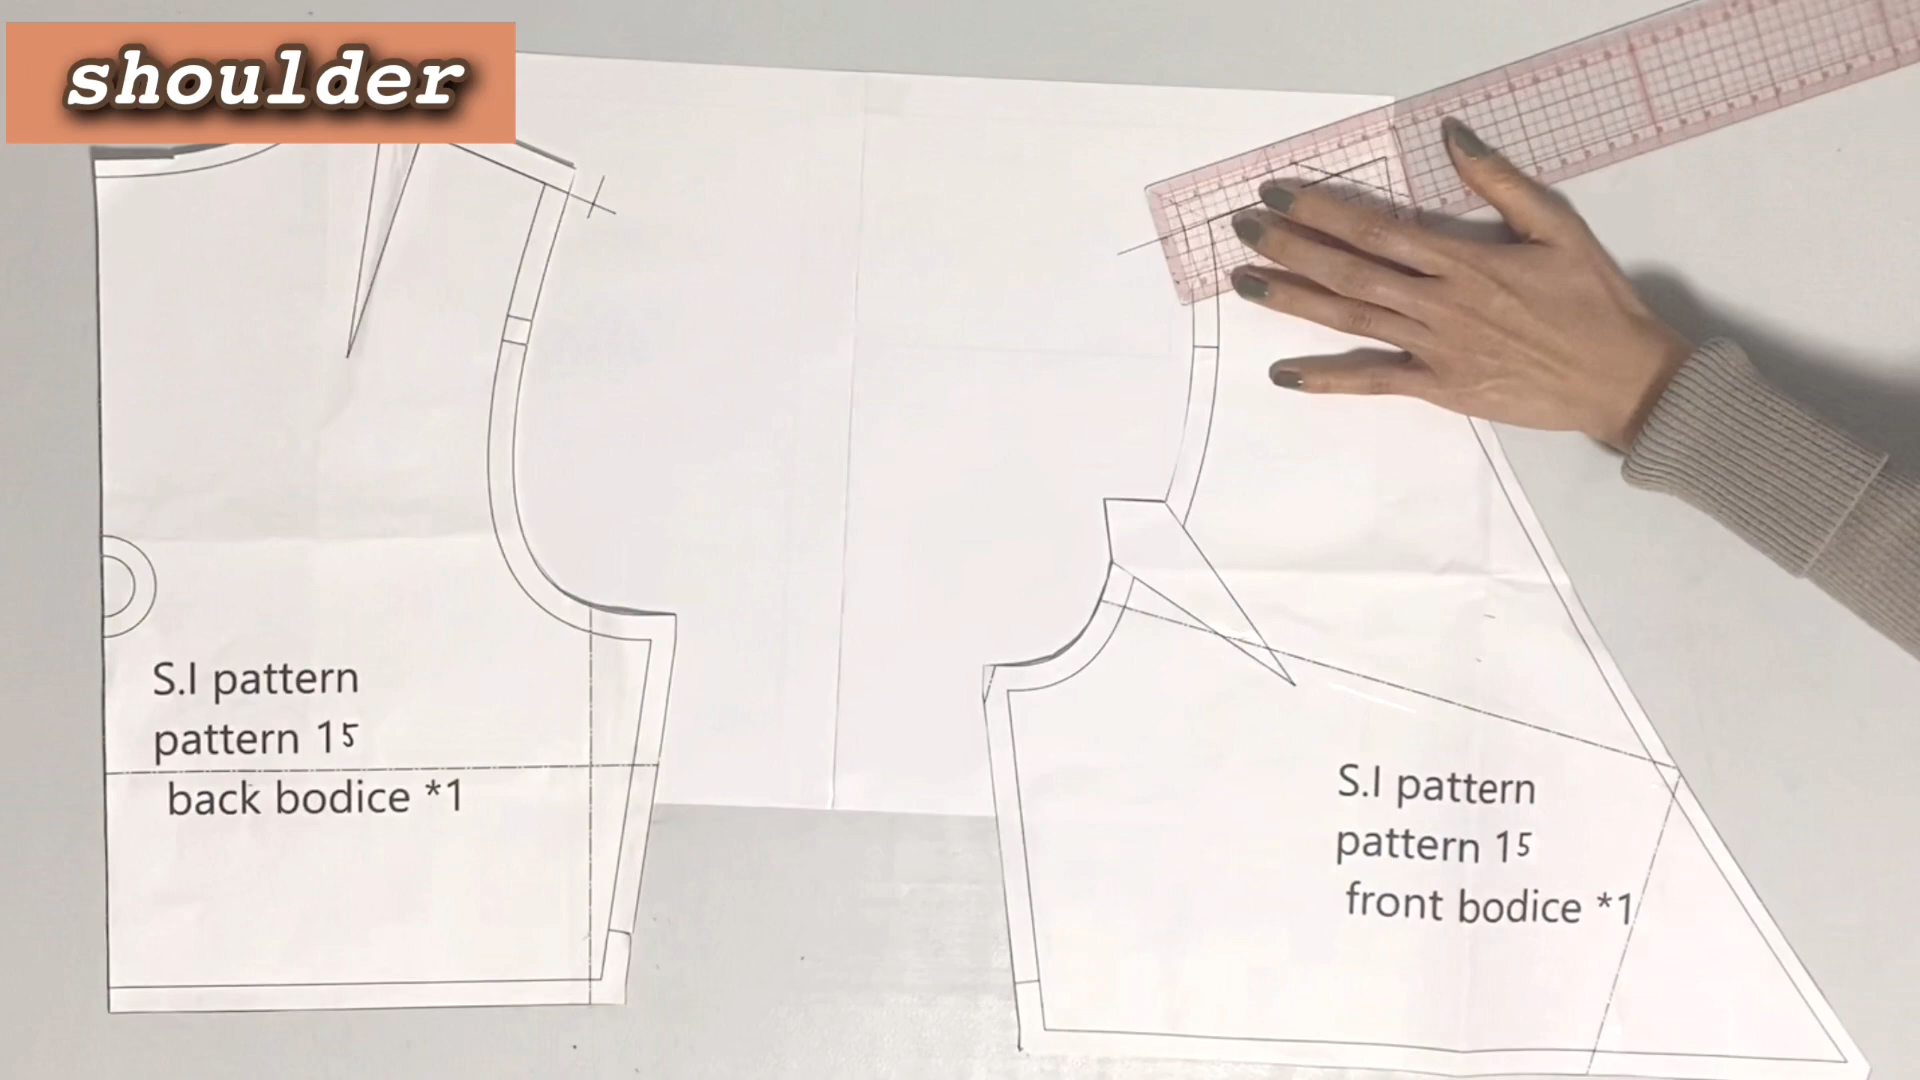 shoulder
S.I pattern
pattern 15
back bodice *1
S.I pattern
pattern 15
front bodice *1